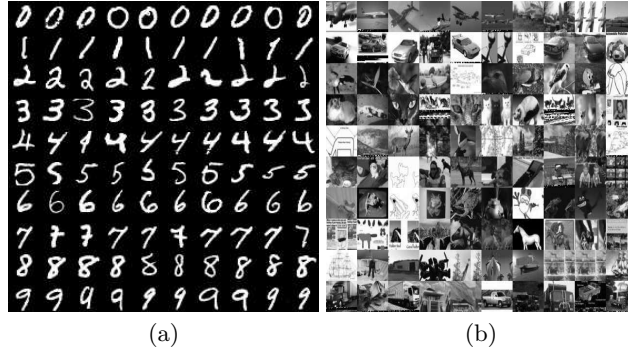 0 0 0 0 0 0 0 0 0 0
1 1 1 1 1 1 1 1 1 1
2 2 2 2 2 2 2 2 2 2
3 3 3 3 3 3 3 3 3 3
4 4 4 4 4 4 4 4 4 4
5 5 5 5 5 5 5 5 5 5
6 6 6 6 6 6 6 6 6 6
7 7 7 7 7 7 7 7 7 7
8 8 8 8 8 8 8 8 8 8
9 9 9 9 9 9 9 9 9 9
(a)
(b)